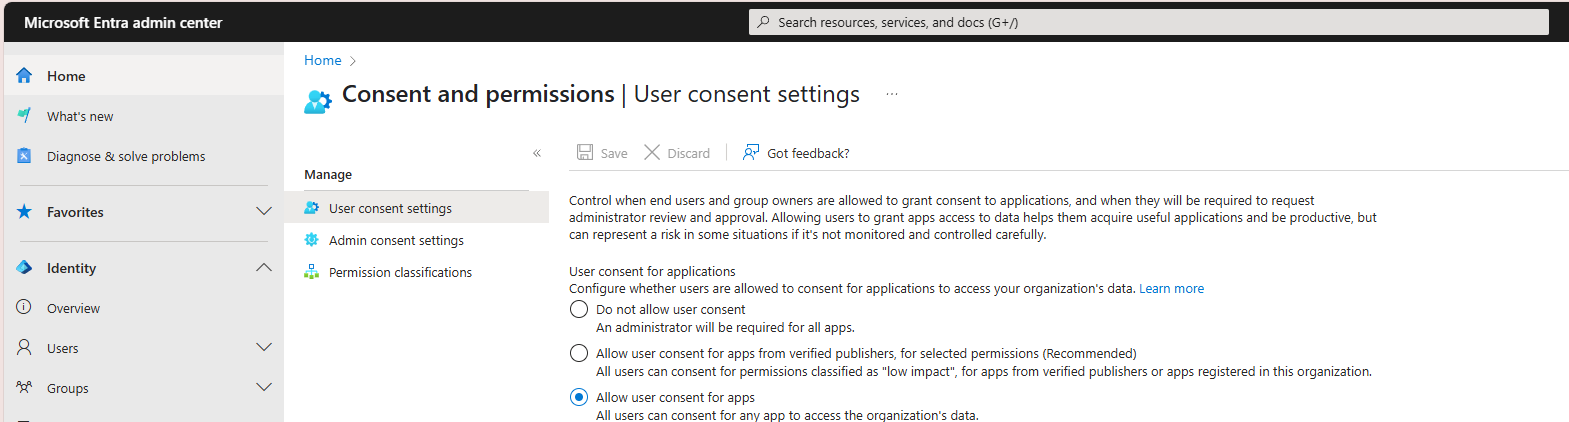 Microsoft Entra admin center
Search resources, services, and docs (G+/)
Home
What's new
Diagnose & solve problems
Favorites
Identity
Overview
Users
Groups
Home
Consent and permissions | User consent settings
...
«
Manage
User consent settings
Admin consent settings
Permission classifications
Save
Discard
Got feedback?
Control when end users and group owners are allowed to grant consent to applications, and when they will be required to request
administrator review and approval. Allowing users to grant apps access to data helps them acquire useful applications and be productive, but
can represent a risk in some situations if it's not monitored and controlled carefully.
User consent for applications
Configure whether users are allowed to consent for applications to access your organization's data. Learn more
Do not allow user consent
An administrator will be required for all apps.
Allow user consent for apps from verified publishers, for selected permissions (Recommended)
All users can consent for permissions classified as "low impact", for apps from verified publishers or apps registered in this organization.
Allow user consent for apps
All users can consent for any app to access the organization's data.